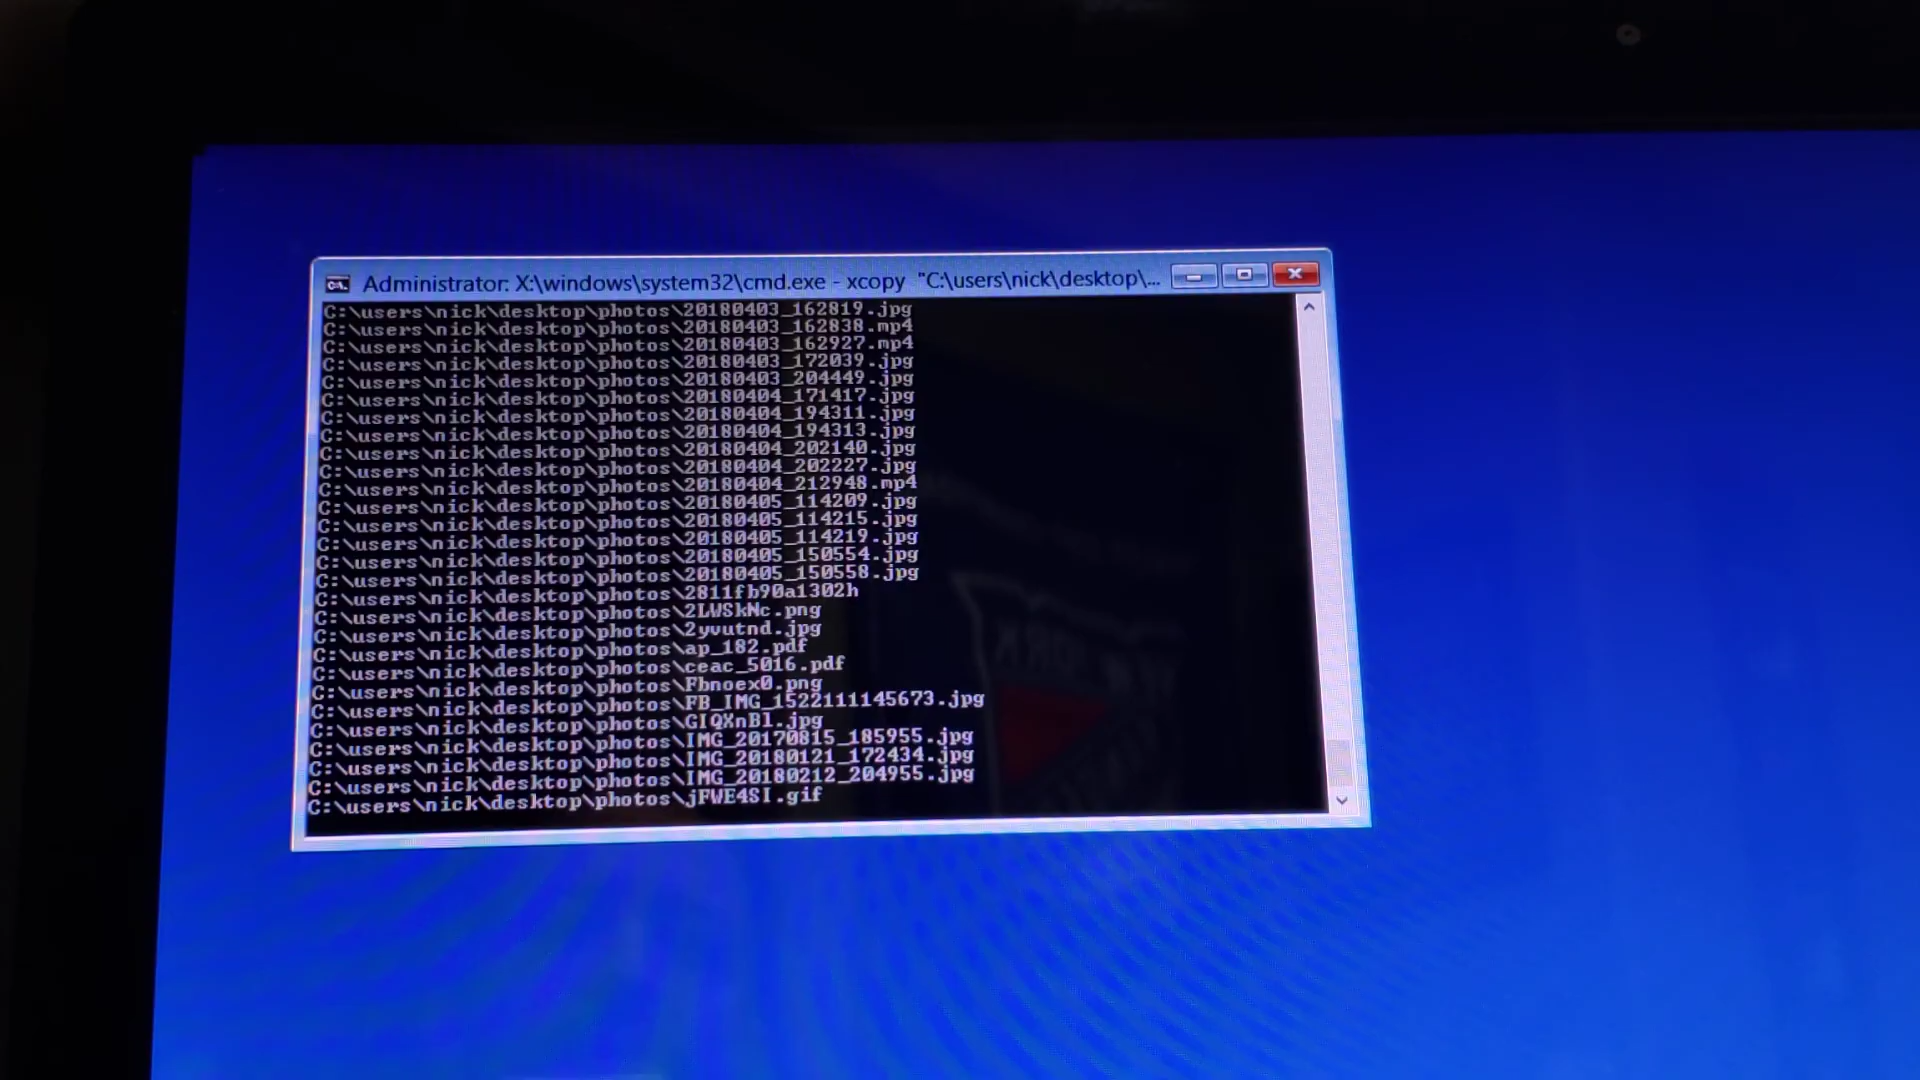 Administrator: X:\windows\system32\cmd.exe - xcopy "C:\users\nick\desktop\...
C:\users\nick\desktop\photos\20180403_162819.jpg
C:\users\nick\desktop\photos\20180403_162838.mp4
C:\users\nick\desktop\photos\20180403_162927.mp4
C:\users\nick\desktop\photos\20180403_172039.jpg
C:\users\nick\desktop\photos\20180403_204449.jpg
C:\users\nick\desktop\photos\20180404_171417.jpg
C:\users\nick\desktop\photos\20180404_194311.jpg
C:\users\nick\desktop\photos\20180404_194313.jpg
C:\users\nick\desktop\photos\20180404_202140.jpg
C:\users\nick\desktop\photos\20180404_202227.jpg
C:\users\nick\desktop\photos\20180404_212948.mp4
C:\users\nick\desktop\photos\20180405_114209.jpg
C:\users\nick\desktop\photos\20180405_114215.jpg
C:\users\nick\desktop\photos\20180405_114219.jpg
C:\users\nick\desktop\photos\20180405_150554.jpg
C:\users\nick\desktop\photos\20180405_150558.jpg
C:\users\nick\desktop\photos\2811fb90a1302h
C:\users\nick\desktop\photos\2LWSkNc.png
C:\users\nick\desktop\photos\2yvutnd.jpg
C:\users\nick\desktop\photos\ap_182.pdf
C:\users\nick\desktop\photos\ceac_5016.pdf
C:\users\nick\desktop\photos\Fbnoex0.png
C:\users\nick\desktop\photos\FB_IMG_1522111145673.jpg
C:\users\nick\desktop\photos\GIQXnBl.jpg
C:\users\nick\desktop\photos\IMG_20170815_185955.jpg
C:\users\nick\desktop\photos\IMG_20180121_172434.jpg
C:\users\nick\desktop\photos\IMG_20180212_204955.jpg
C:\users\nick\desktop\photos\jFWE4SI.gif